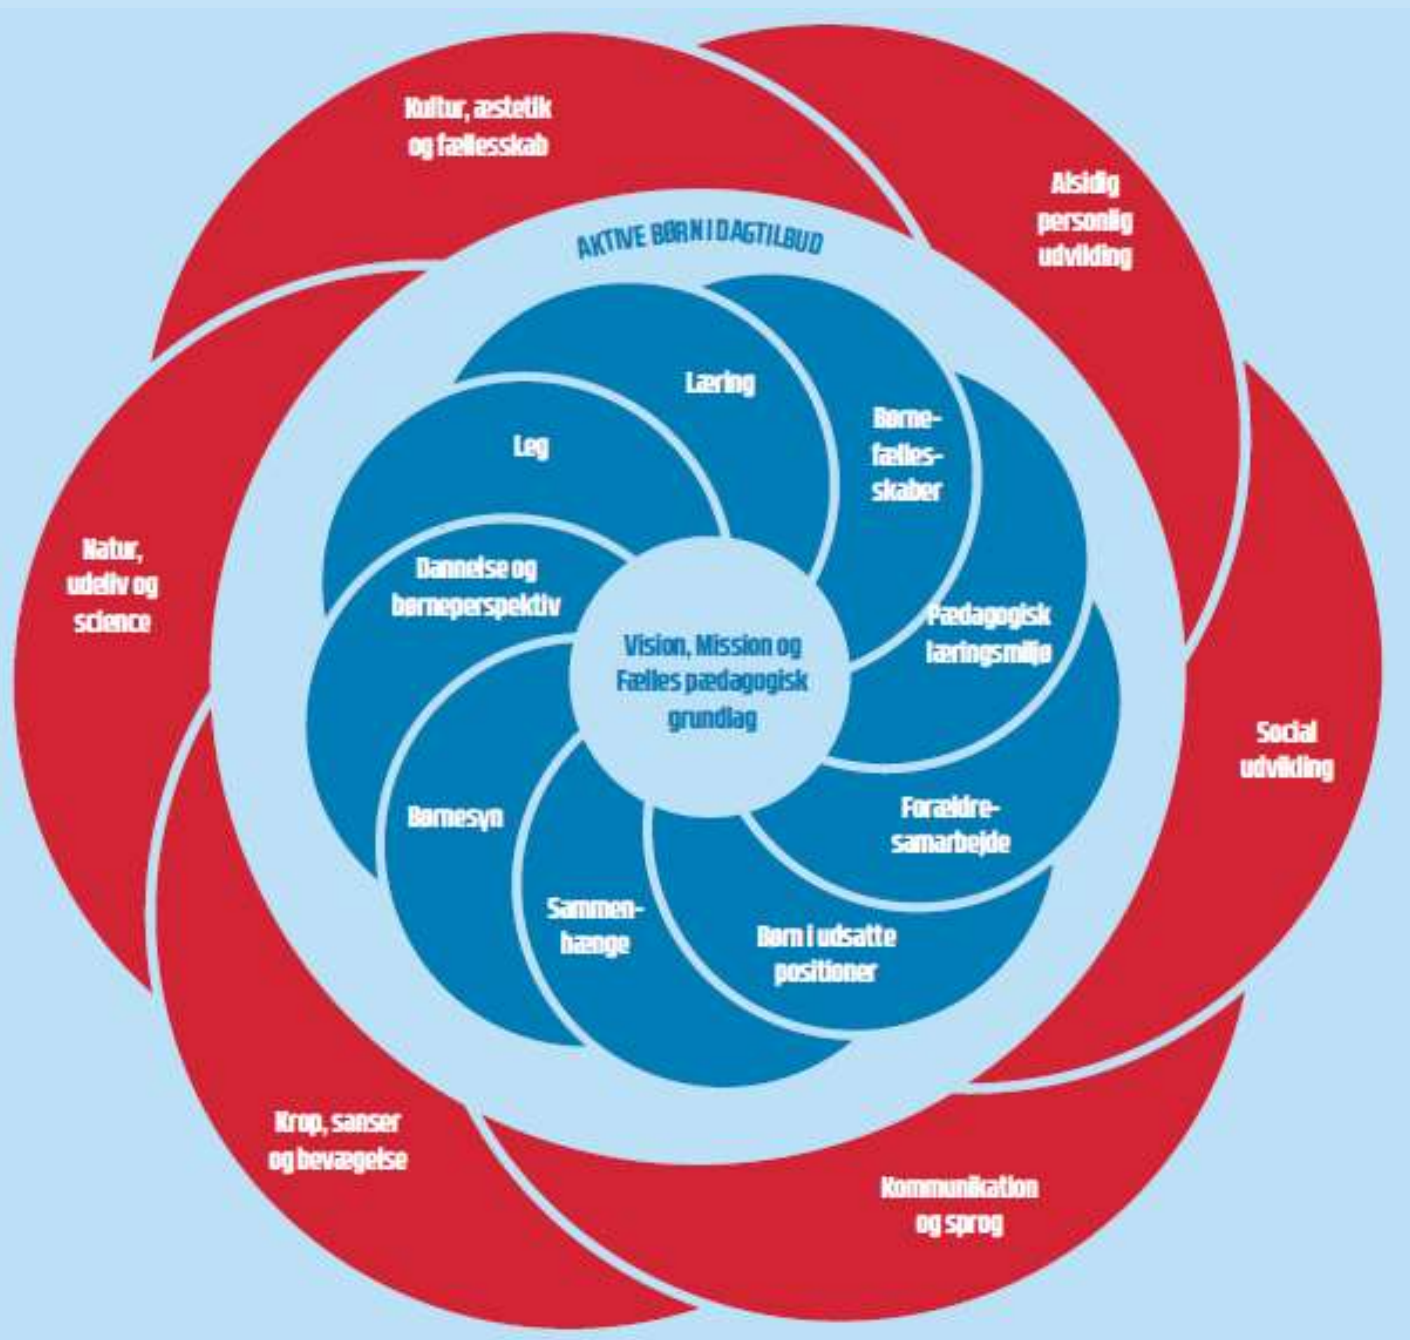 Kultur, æstetik
og fællesskab
Alsidig
personlig
udvikling
AKTIVE BØRN I DAGTILBUD
Læring
Børne-
fælles-
skaber
Leg
Natur,
udeliv og
science
Dannelse og
børneperspektiv
Pædagogisk
læringsmiljø
Vision, Mission og
Fælles pædagogisk
grundlag
Social
udvikling
Børnesyn
Forældre-
samarbejde
Sammen-
hænge
Børn i udsatte
positioner
Krop, sanser
og bevægelse
Kommunikation
og sprog